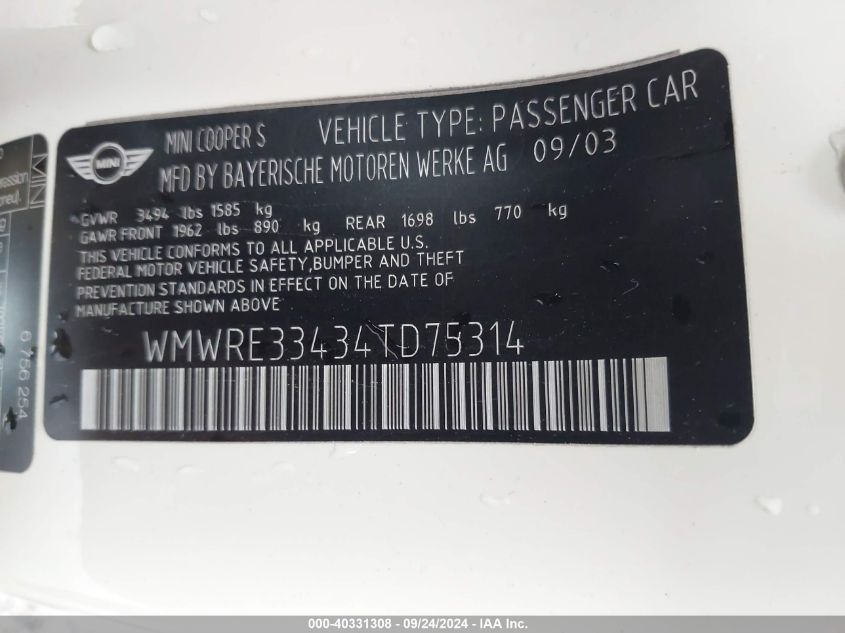 MINI COOPER S VEHICLE TYPE: PASSENGER CAR
MINI
MFD BY BAYERISCHE MOTOREN WERKE AG 09/03
GVWR 3494 lbs 1585 kg
GAWR FRONT 1962 lbs 890 kg REAR 1698 lbs 770 kg
THIS VEHICLE CONFORMS TO ALL APPLICABLE U.S.
FEDERAL MOTOR VEHICLE SAFETY,BUMPER AND THEFT
PREVENTION STANDARDS IN EFFECT ON THE DATE OF
MANUFACTURE SHOWN ABOVE
WMWRE33434TD75314
MINI
6 756 254
000-40331308 - 09/24/2024 - IAA Inc.